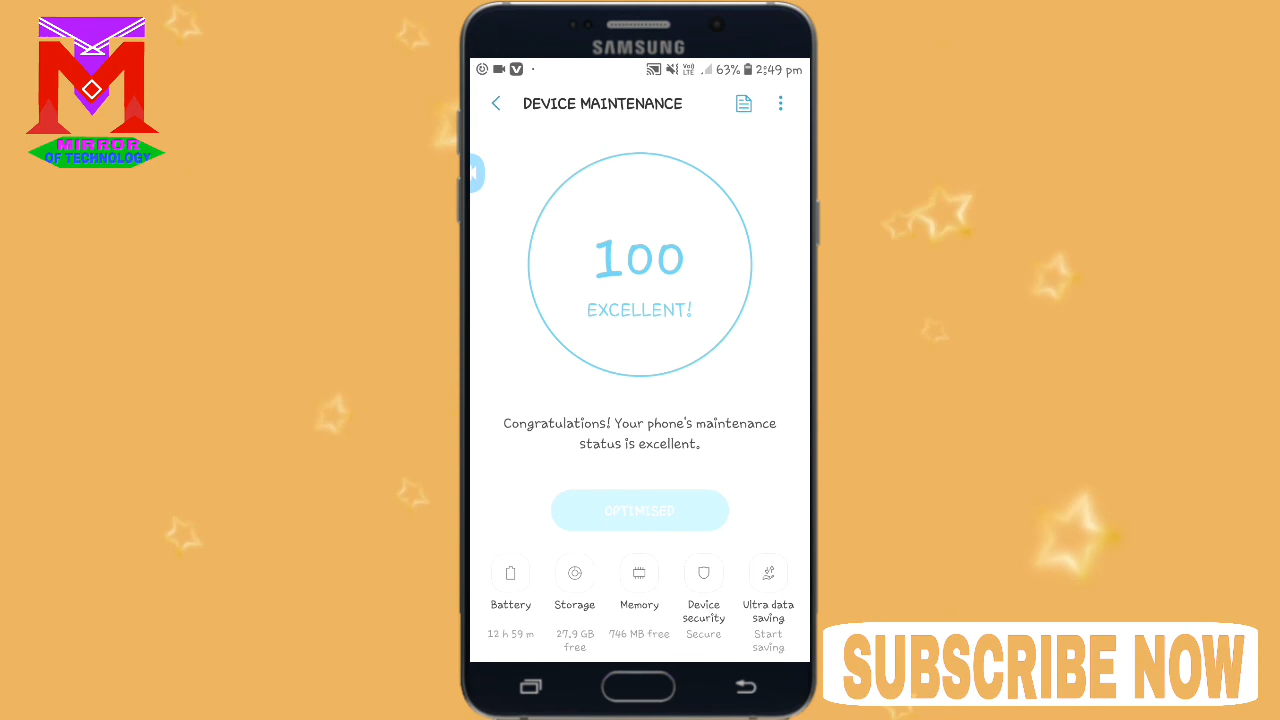 M
MIRROR
OF TECHNOLOGY
SAMSUNG
V VoLTE 63% 2:49 pm
DEVICE MAINTENANCE
100
EXCELLENT!
Congratulations! Your phone's maintenance
status is excellent.
OPTIMISED
Battery Storage Memory Device security Ultra data saving
12 h 59 m 27.9 GB free 746 MB free Secure Start saving
SUBSCRIBE NOW